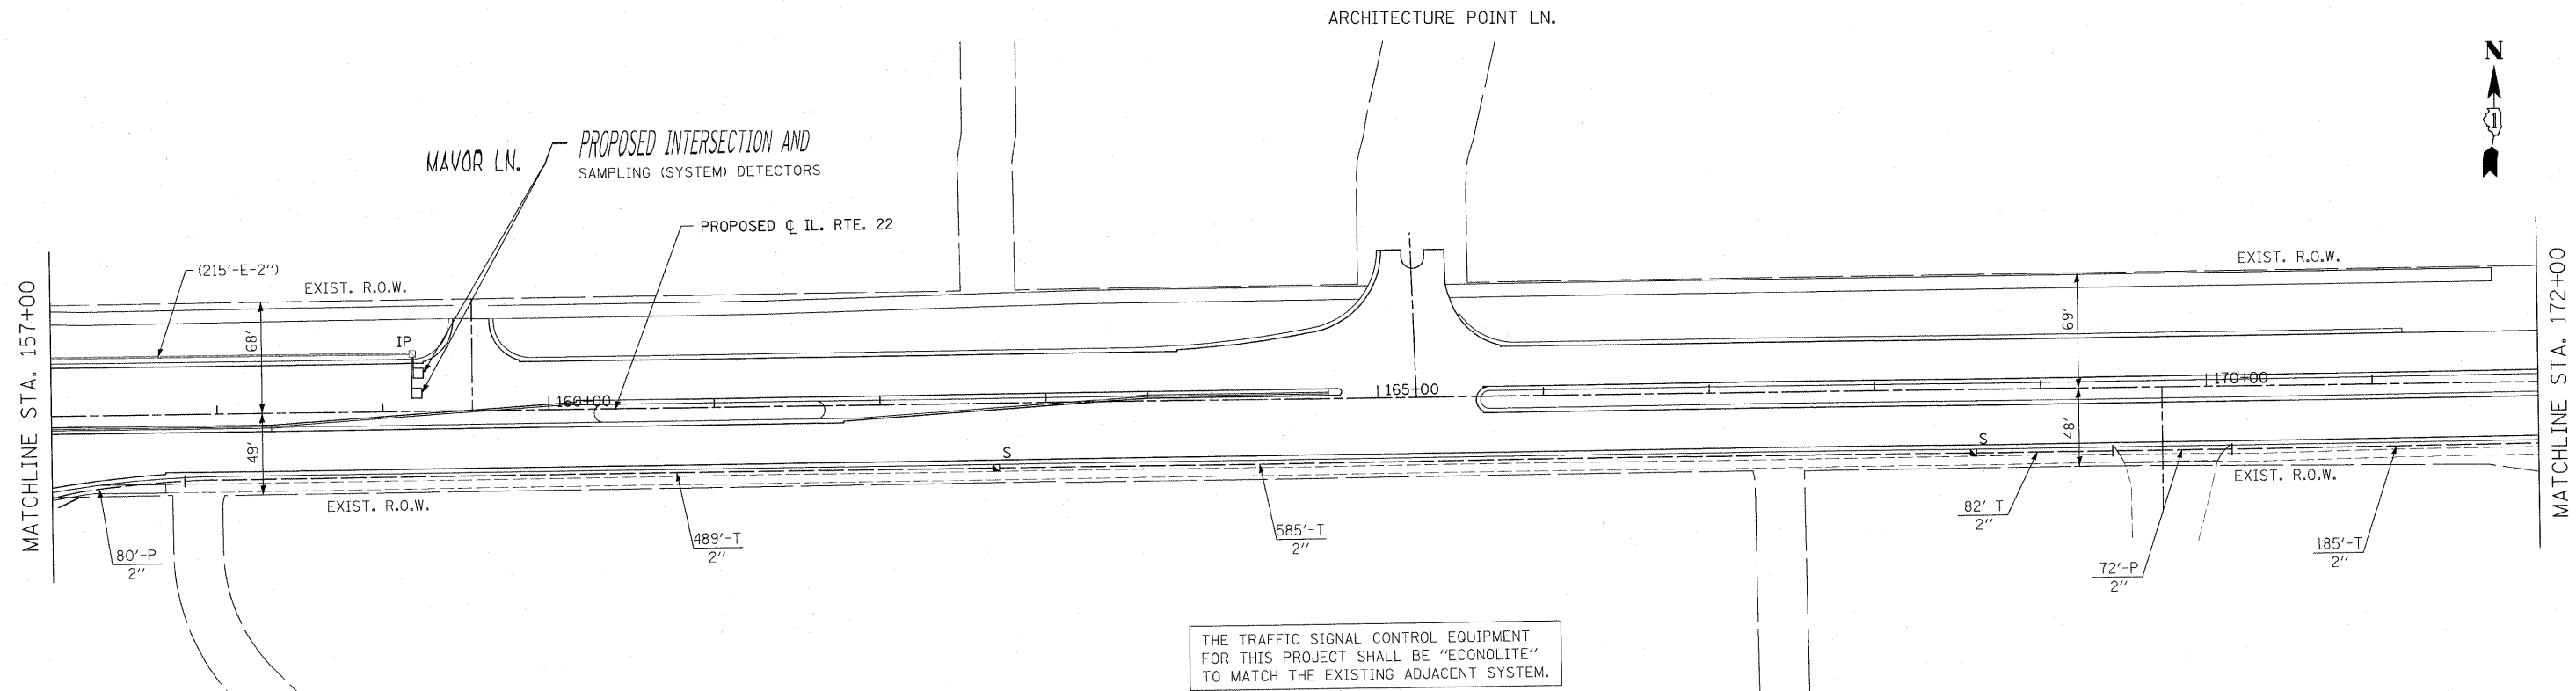 ARCHITECTURE POINT LN.
N
1
MAVOR LN.
PROPOSED INTERSECTION AND
SAMPLING (SYSTEM) DETECTORS
PROPOSED ℄ IL. RTE. 22
(215'-E-2")
EXIST. R.O.W.
EXIST. R.O.W.
MATCHLINE STA. 157+00
MATCHLINE STA. 172+00
68'
69'
IP
160+00
165+00
170+00
49'
48'
S
S
EXIST. R.O.W.
EXIST. R.O.W.
80'-P
2"
489'-T
2"
585'-T
2"
82'-T
2"
72'-P
2"
185'-T
2"
THE TRAFFIC SIGNAL CONTROL EQUIPMENT
FOR THIS PROJECT SHALL BE "ECONOLITE"
TO MATCH THE EXISTING ADJACENT SYSTEM.